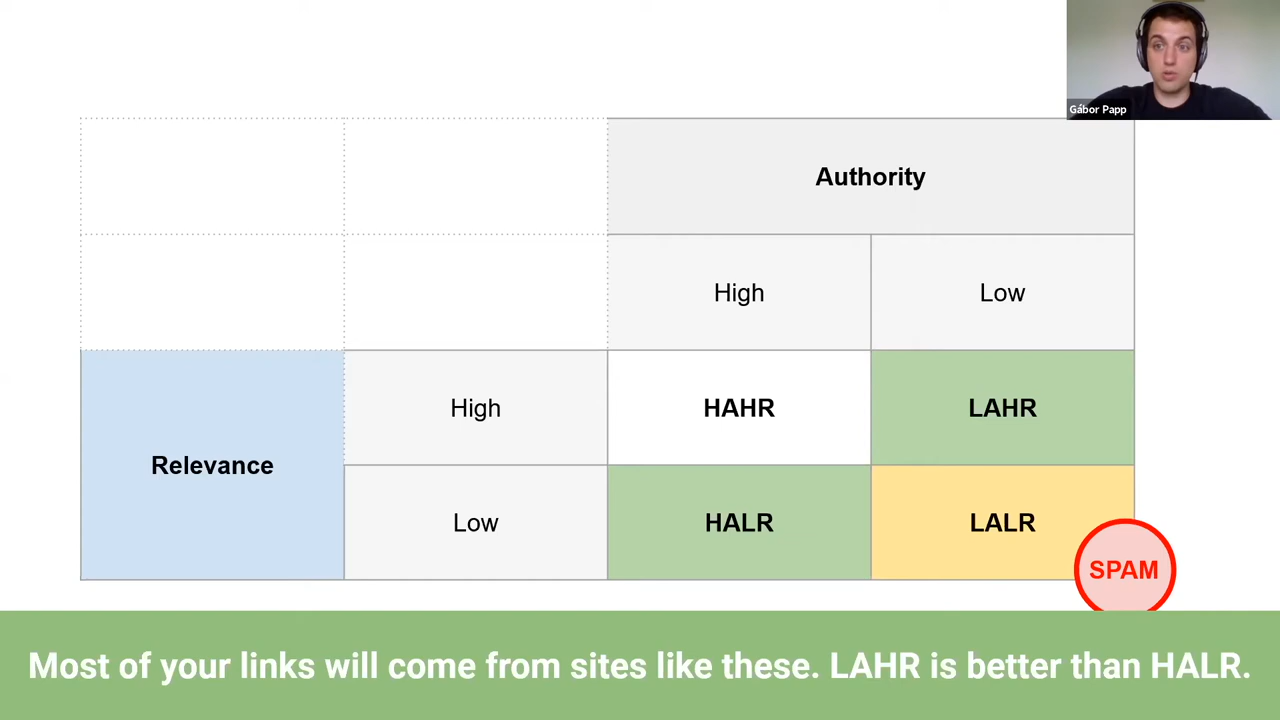 Gábor Papp
Authority
High
Low
Relevance
High
HAHR
LAHR
Low
HALR
LALR
SPAM
Most of your links will come from sites like these. LAHR is better than HALR.